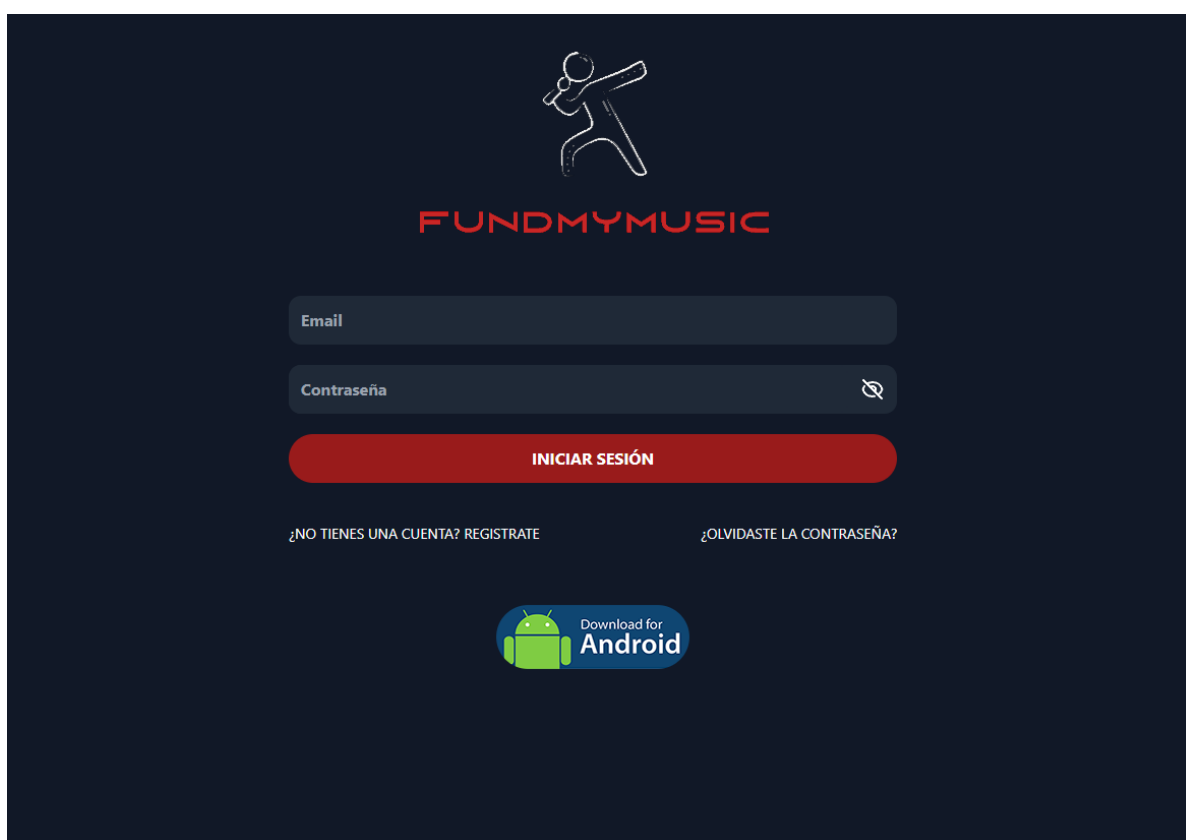 FUNDMYMUSIC
Email
Contraseña
INICIAR SESIÓN
¿NO TIENES UNA CUENTA? REGISTRATE
¿OLVIDASTE LA CONTRASEÑA?
Download for
Android